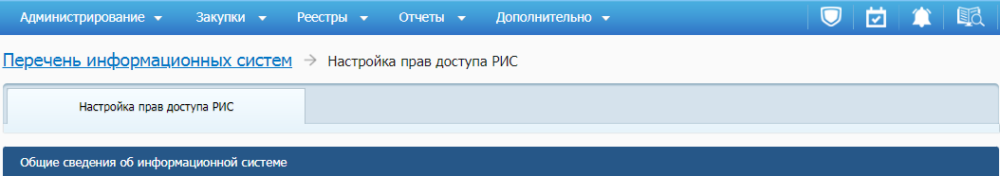 Администрирование Закупки Реестры Отчеты Дополнительно
Перечень информационных систем Настройка прав доступа РИС
Настройка прав доступа РИС
Общие сведения об информационной системе